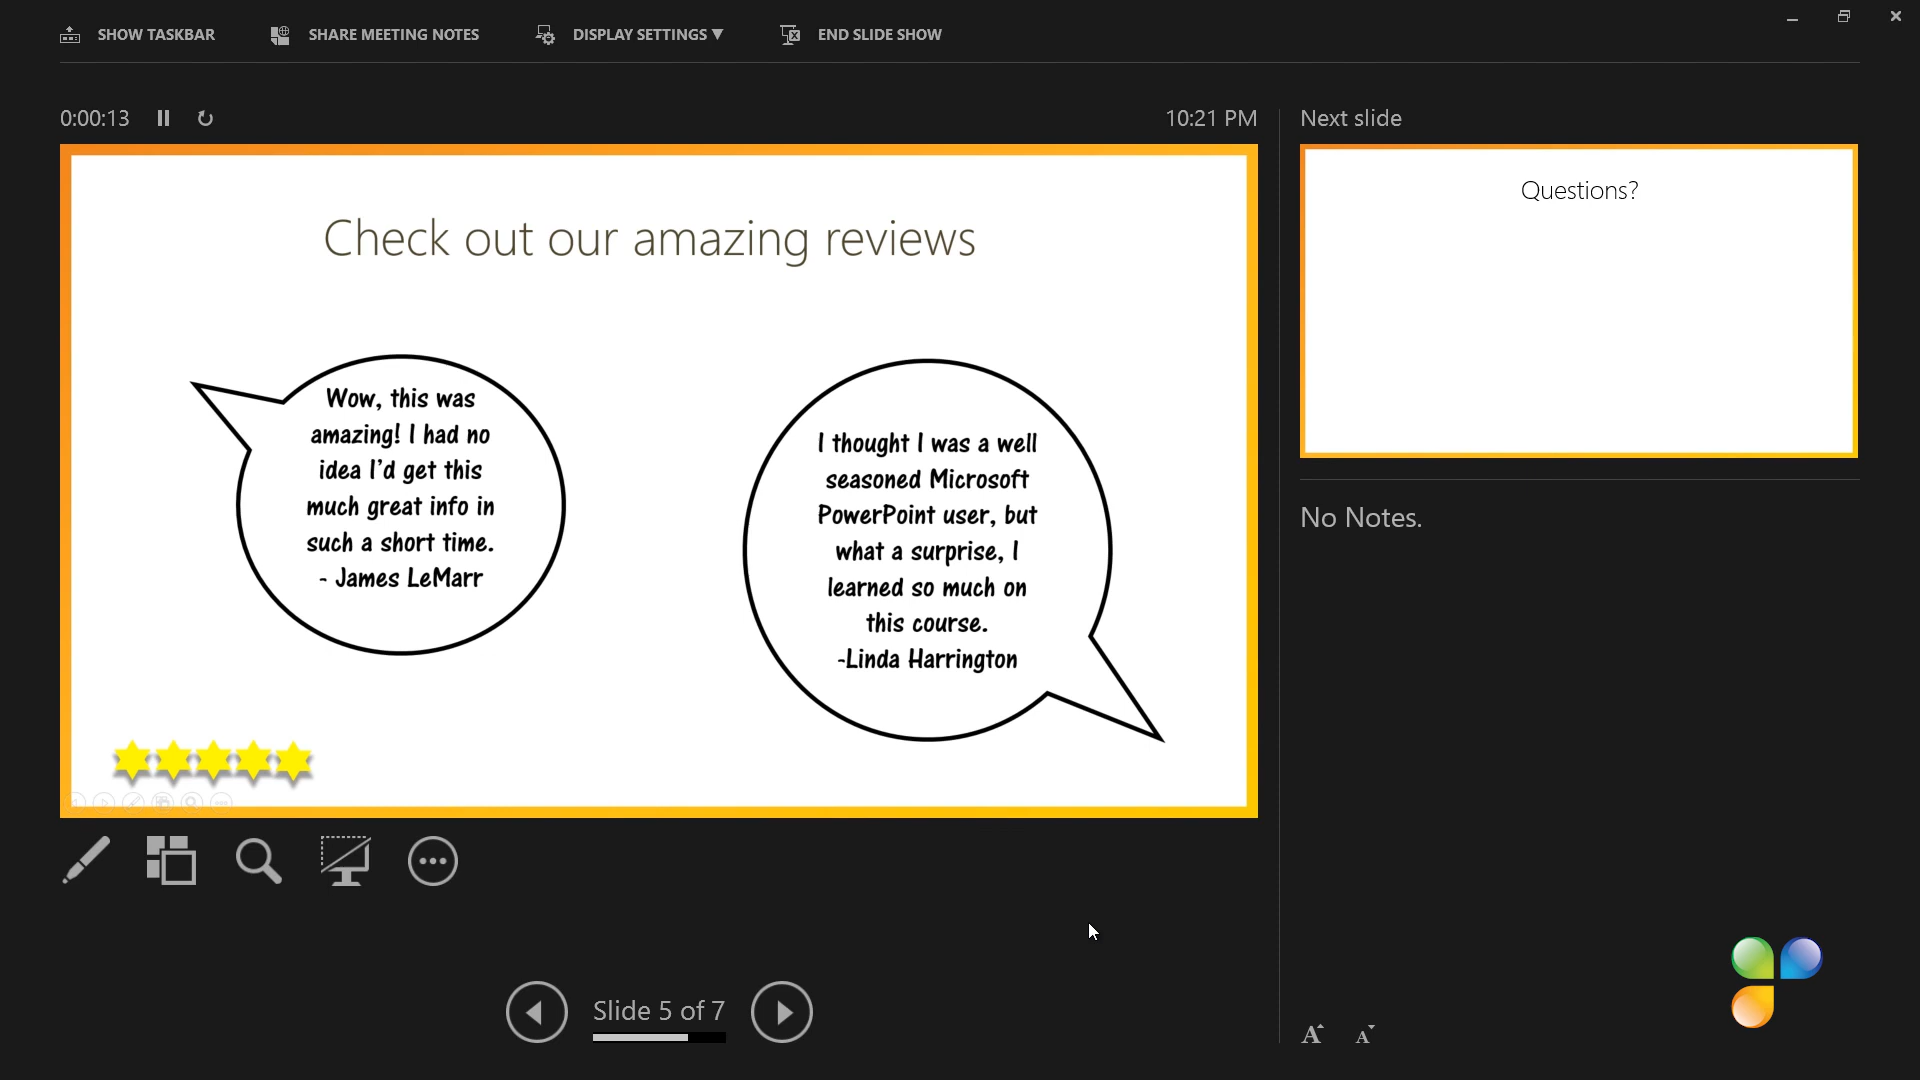 SHOW TASKBAR
SHARE MEETING NOTES
DISPLAY SETTINGS ▼
END SLIDE SHOW
0:00:13
10:21 PM
Next slide
Check out our amazing reviews
Wow, this was
amazing! I had no
idea I’d get this
much great info in
such a short time.
- James LeMarr
I thought I was a well
seasoned Microsoft
PowerPoint user, but
what a surprise, I
learned so much on
this course.
-Linda Harrington
Questions?
No Notes.
Slide 5 of 7
A
A